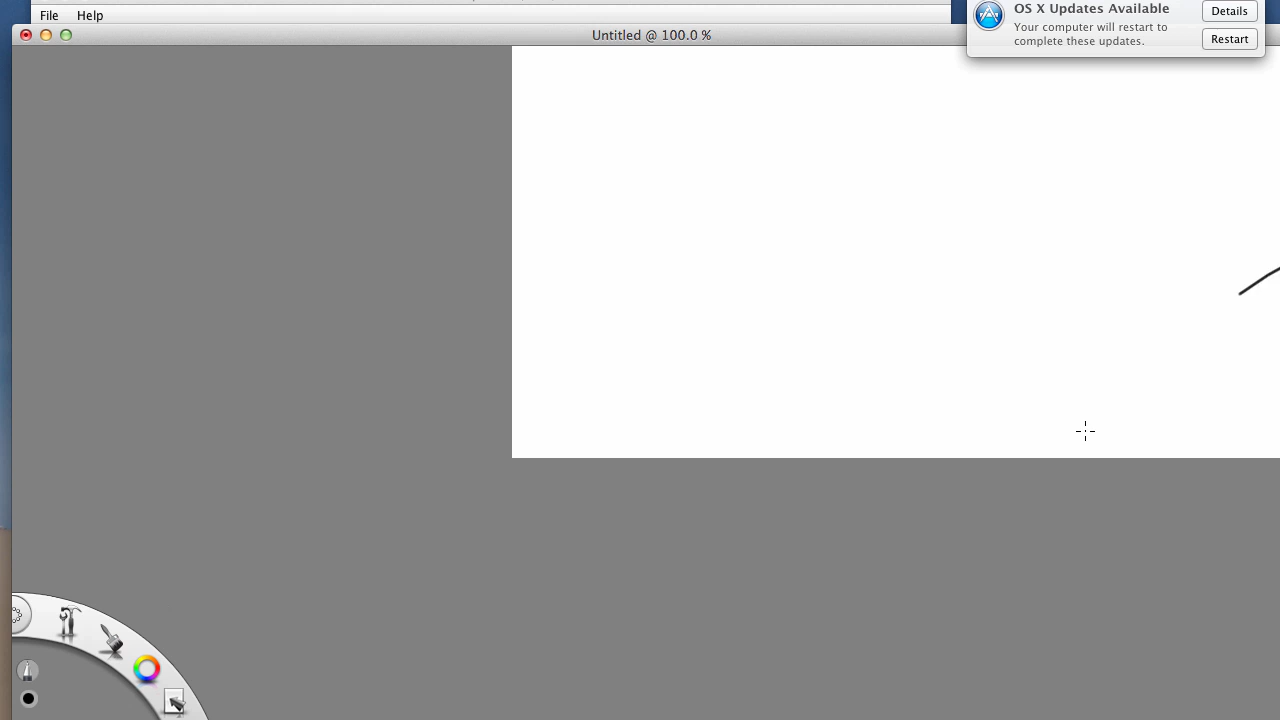 File Help
Untitled @ 100.0 %
OS X Updates Available
Your computer will restart to
complete these updates.
Details
Restart